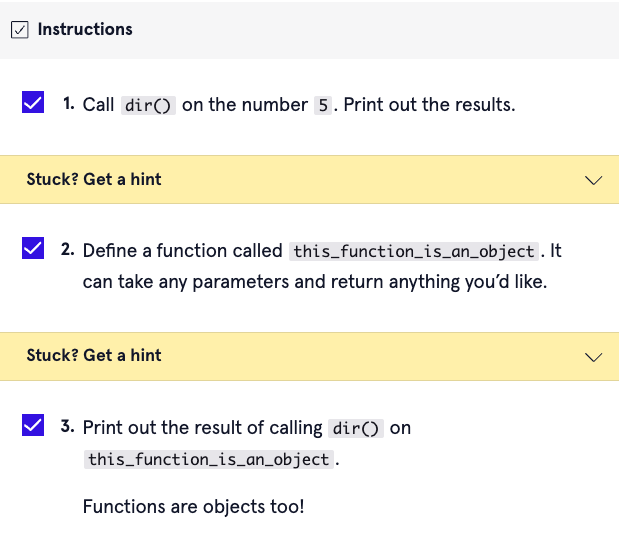 Instructions
1. Call dir() on the number 5. Print out the results.
Stuck? Get a hint
2. Define a function called this_function_is_an_object. It
can take any parameters and return anything you’d like.
Stuck? Get a hint
3. Print out the result of calling dir() on
this_function_is_an_object.
Functions are objects too!